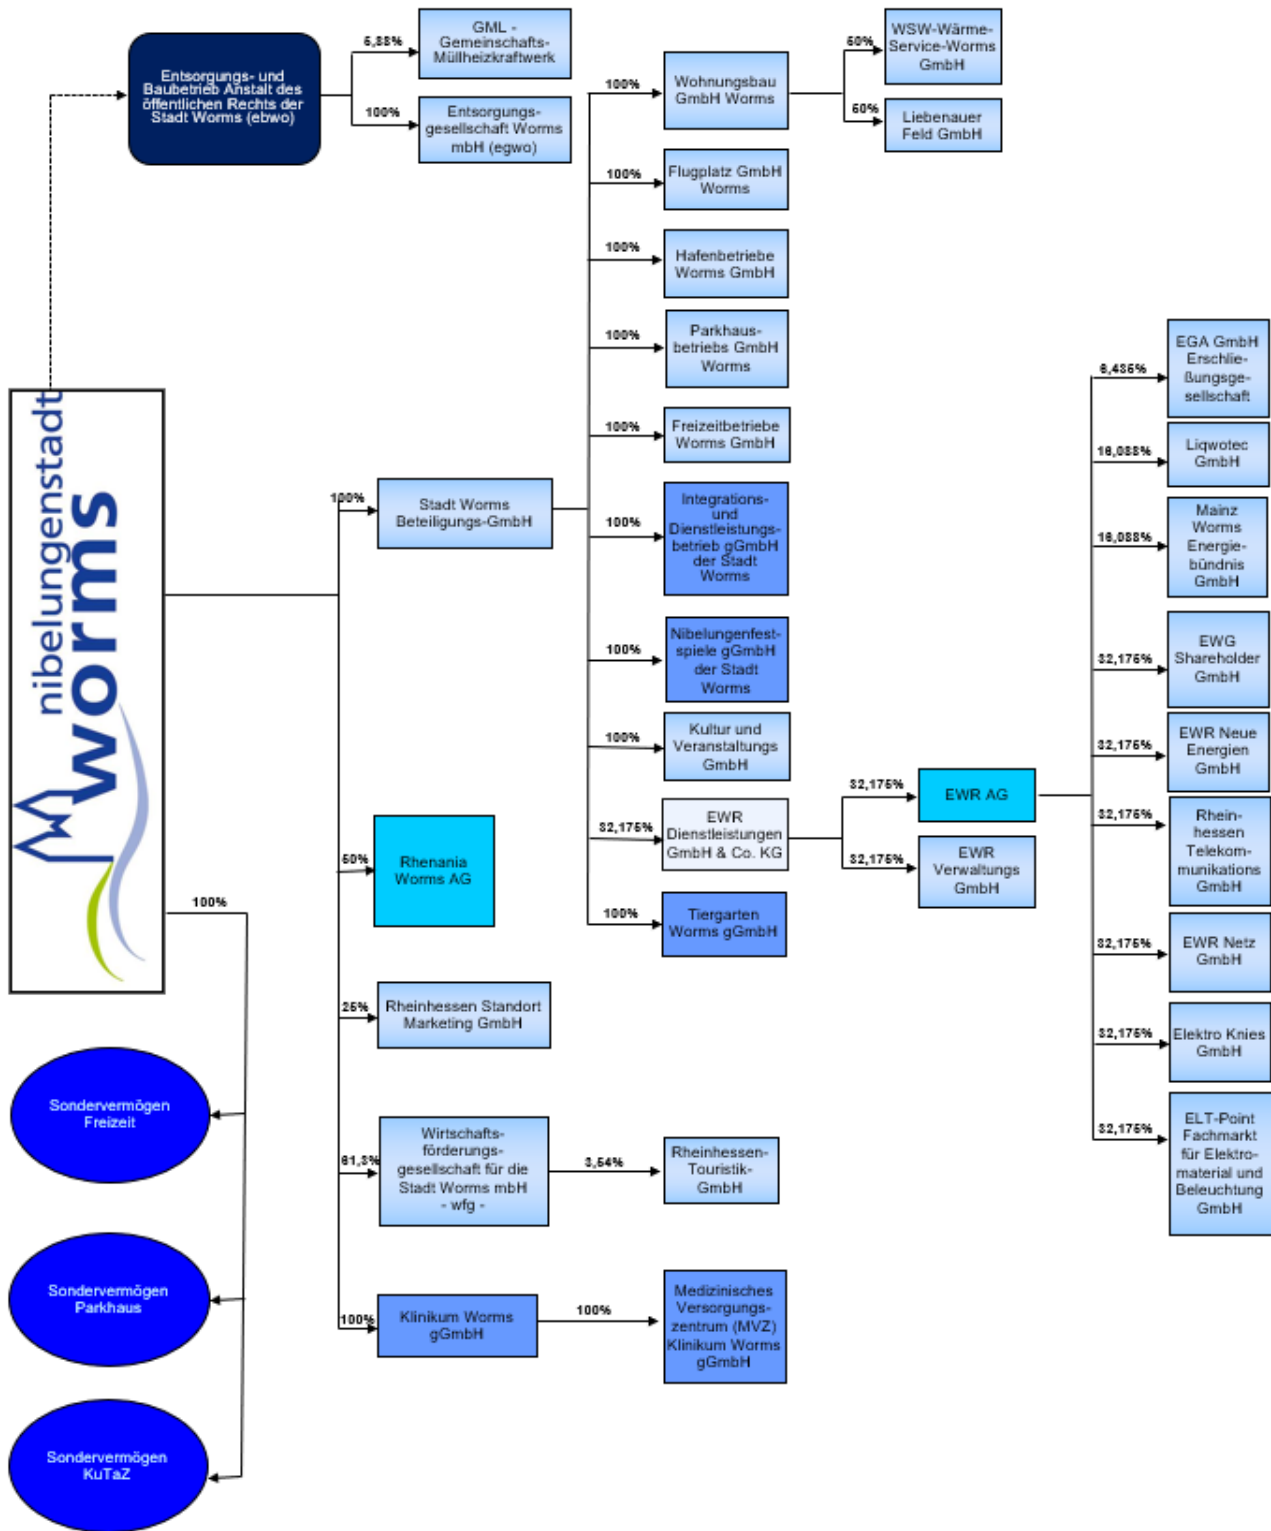 Entsorgungs- und
Baubetrieb Anstalt des
öffentlichen Rechts der
Stadt Worms (ebwo)
5,88%
GML -
Gemeinschafts-
Müllheizkraftwerk
100%
Entsorgungs-
gesellschaft Worms
mbH (egwo)
nibelungenstadt
worms
100%
Stadt Worms
Beteiligungs-GmbH
100%
Wohnungsbau
GmbH Worms
50%
WSW-Wärme-
Service-Worms
GmbH
50%
Liebenauer
Feld GmbH
100%
Flugplatz GmbH
Worms
100%
Hafenbetriebe
Worms GmbH
100%
Parkhaus-
betriebs GmbH
Worms
100%
Freizeitbetriebe
Worms GmbH
100%
Integrations-
und
Dienstleistungs-
betrieb gGmbH
der Stadt
Worms
100%
Nibelungenfest-
spiele gGmbH
der Stadt
Worms
100%
Kultur und
Veranstaltungs
GmbH
32,175%
EWR
Dienstleistungen
GmbH & Co. KG
32,175%
EWR AG
32,175%
EWR
Verwaltungs
GmbH
100%
Tiergarten
Worms gGmbH
6,435%
EGA GmbH
Erschlie-
ßungsge-
sellschaft
16,088%
Liqwotec
GmbH
16,088%
Mainz
Worms
Energie-
bündnis
GmbH
32,175%
EWG
Shareholder
GmbH
32,175%
EWR Neue
Energien
GmbH
32,175%
Rhein-
hessen
Telekom-
munikations
GmbH
32,175%
EWR Netz
GmbH
32,175%
Elektro Knies
GmbH
32,175%
ELT-Point
Fachmarkt
für Elektro-
material und
Beleuchtung
GmbH
50%
Rhenania
Worms AG
25%
Rheinhessen Standort
Marketing GmbH
61,3%
Wirtschafts-
förderungs-
gesellschaft für die
Stadt Worms mbH
- wfg -
3,54%
Rheinhessen-
Touristik-
GmbH
100%
Klinikum Worms
gGmbH
100%
Medizinisches
Versorgungs-
zentrum (MVZ)
Klinikum Worms
gGmbH
100%
Sondervermögen
Freizeit
Sondervermögen
Parkhaus
Sondervermögen
KuTaZ